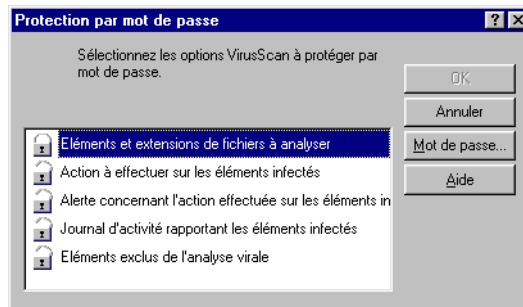 Protection par mot de passe
Sélectionnez les options VirusScan à protéger par
mot de passe.
OK
Annuler
Mot de passe...
Aide
Eléments et extensions de fichiers à analyser
Action à effectuer sur les éléments infectés
Alerte concernant l'action effectuée sur les éléments in
Journal d'activité rapportant les éléments infectés
Eléments exclus de l'analyse virale